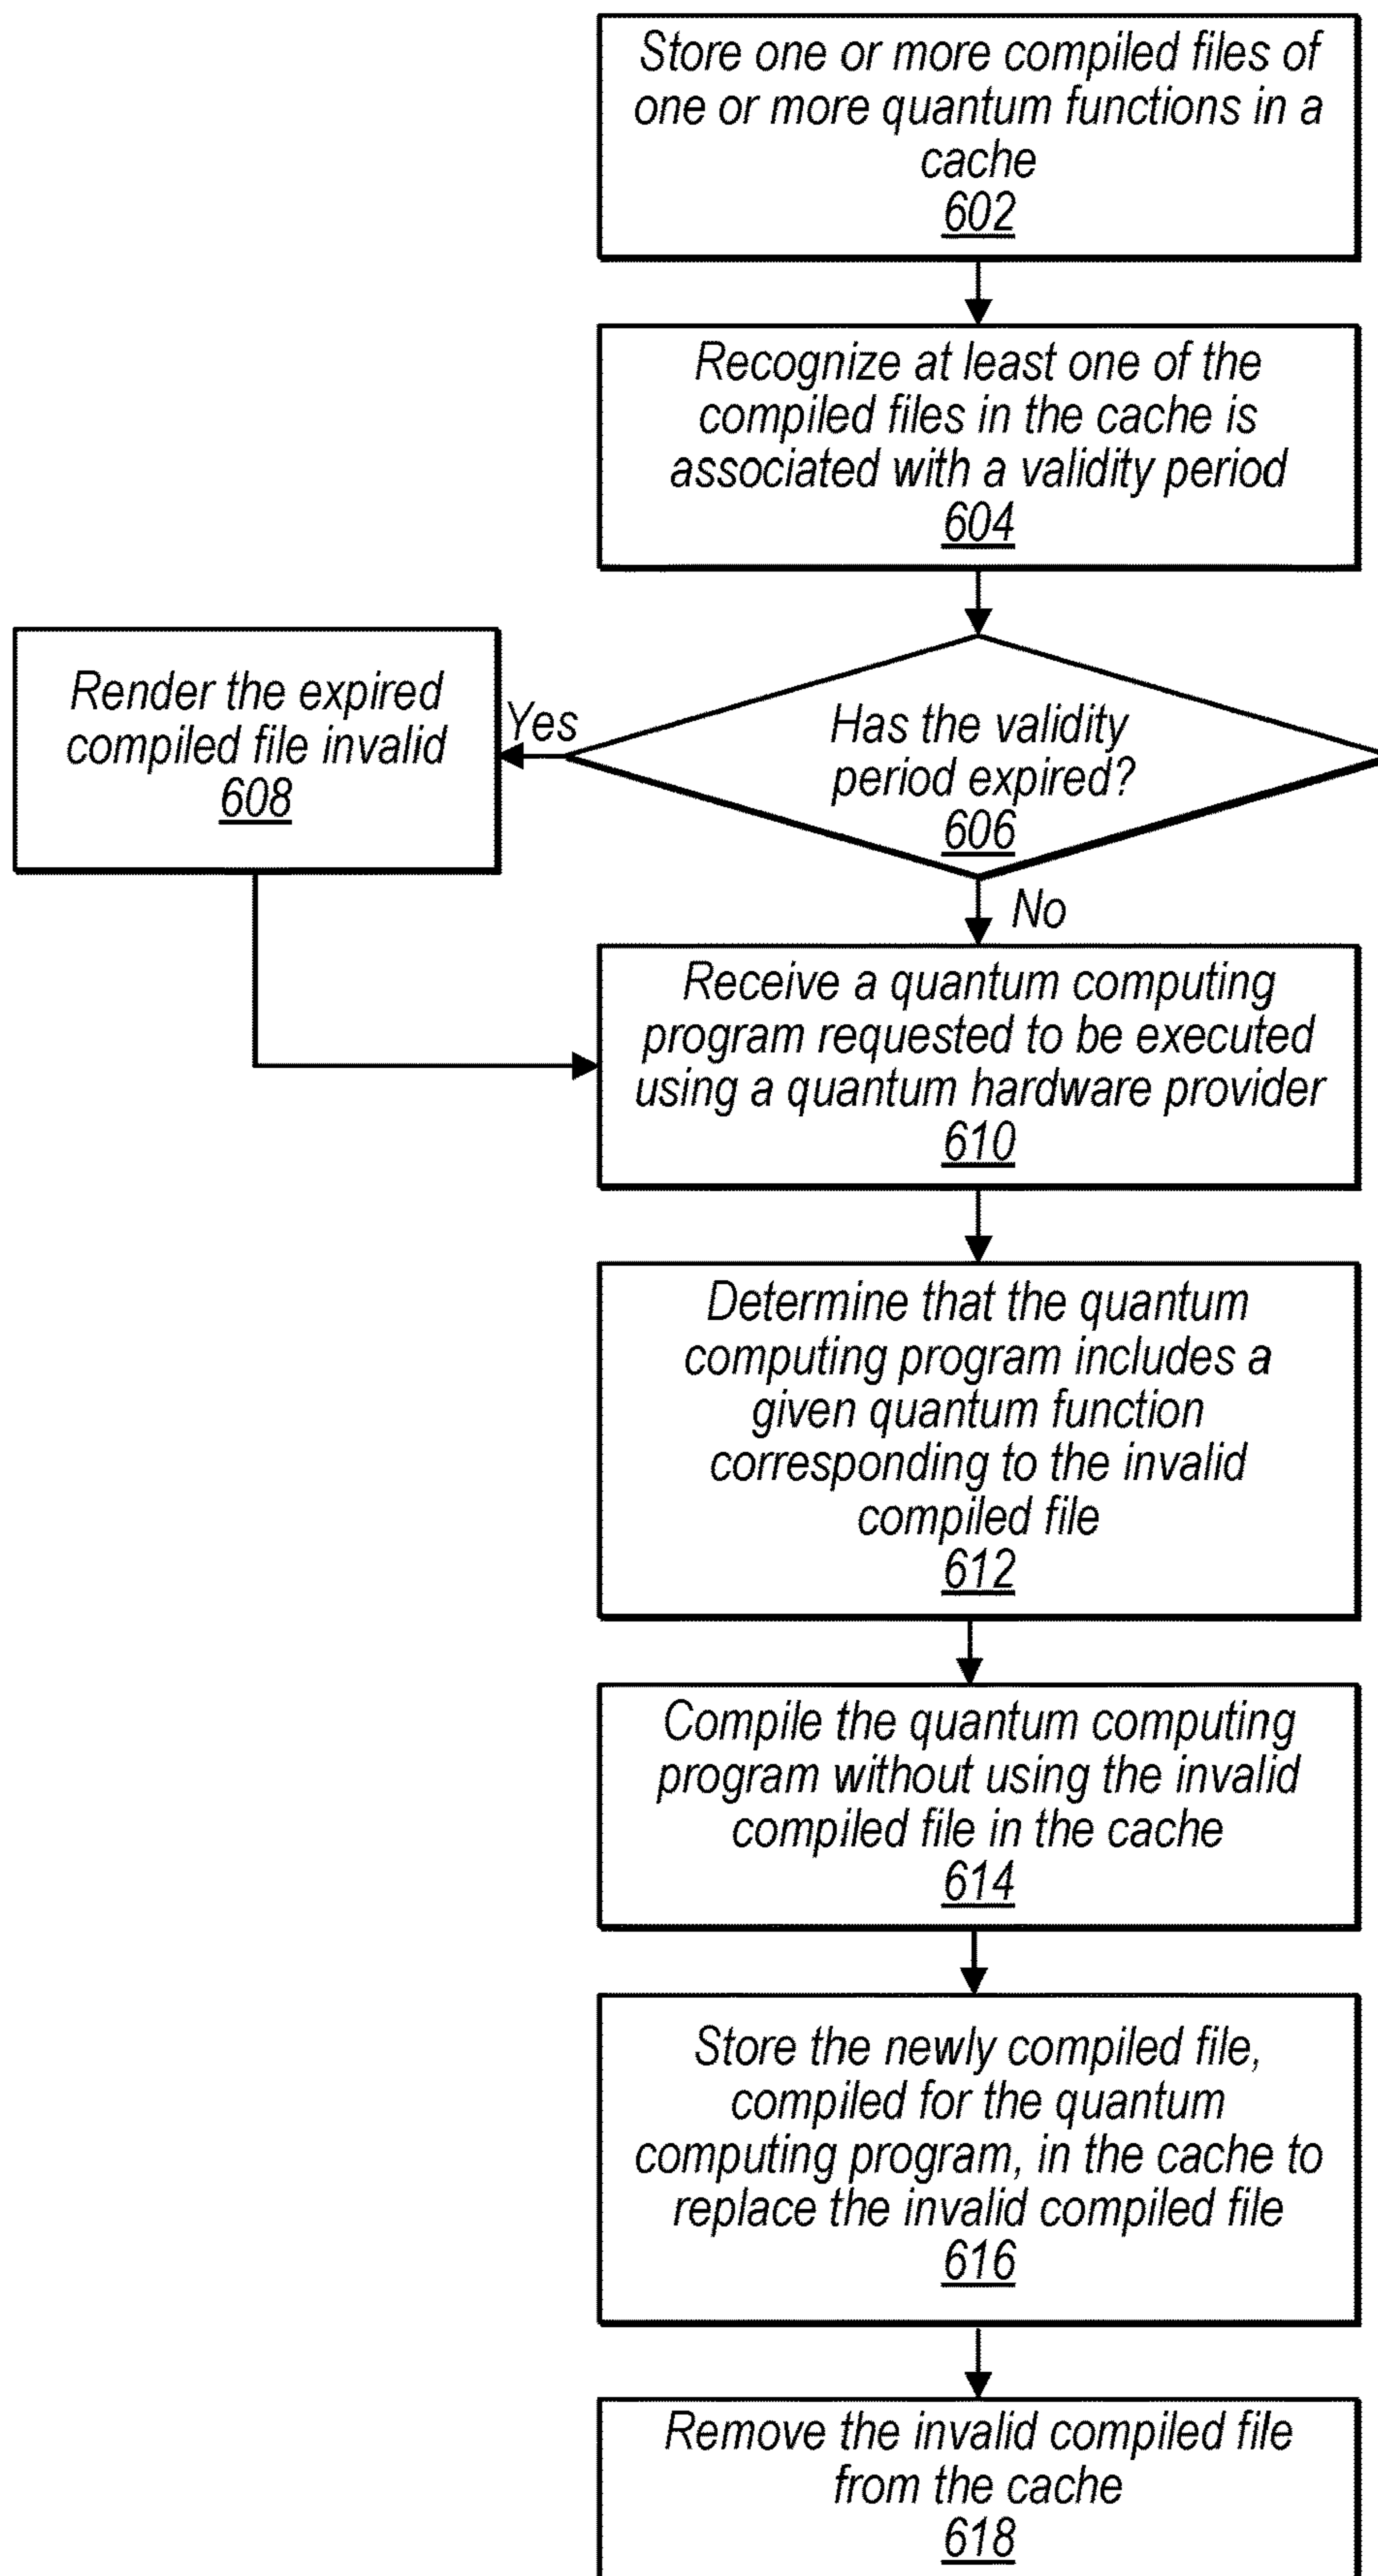 Store one or more compiled files of
one or more quantum functions in a
cache
602
Recognize at least one of the
compiled files in the cache is
associated with a validity period
604
Render the expired
compiled file invalid
608
Yes
Has the validity
period expired?
606
No
Receive a quantum computing
program requested to be executed
using a quantum hardware provider
610
Determine that the quantum
computing program includes a
given quantum function
corresponding to the invalid
compiled file
612
Compile the quantum computing
program without using the invalid
compiled file in the cache
614
Store the newly compiled file,
compiled for the quantum
computing program, in the cache to
replace the invalid compiled file
616
Remove the invalid compiled file
from the cache
618